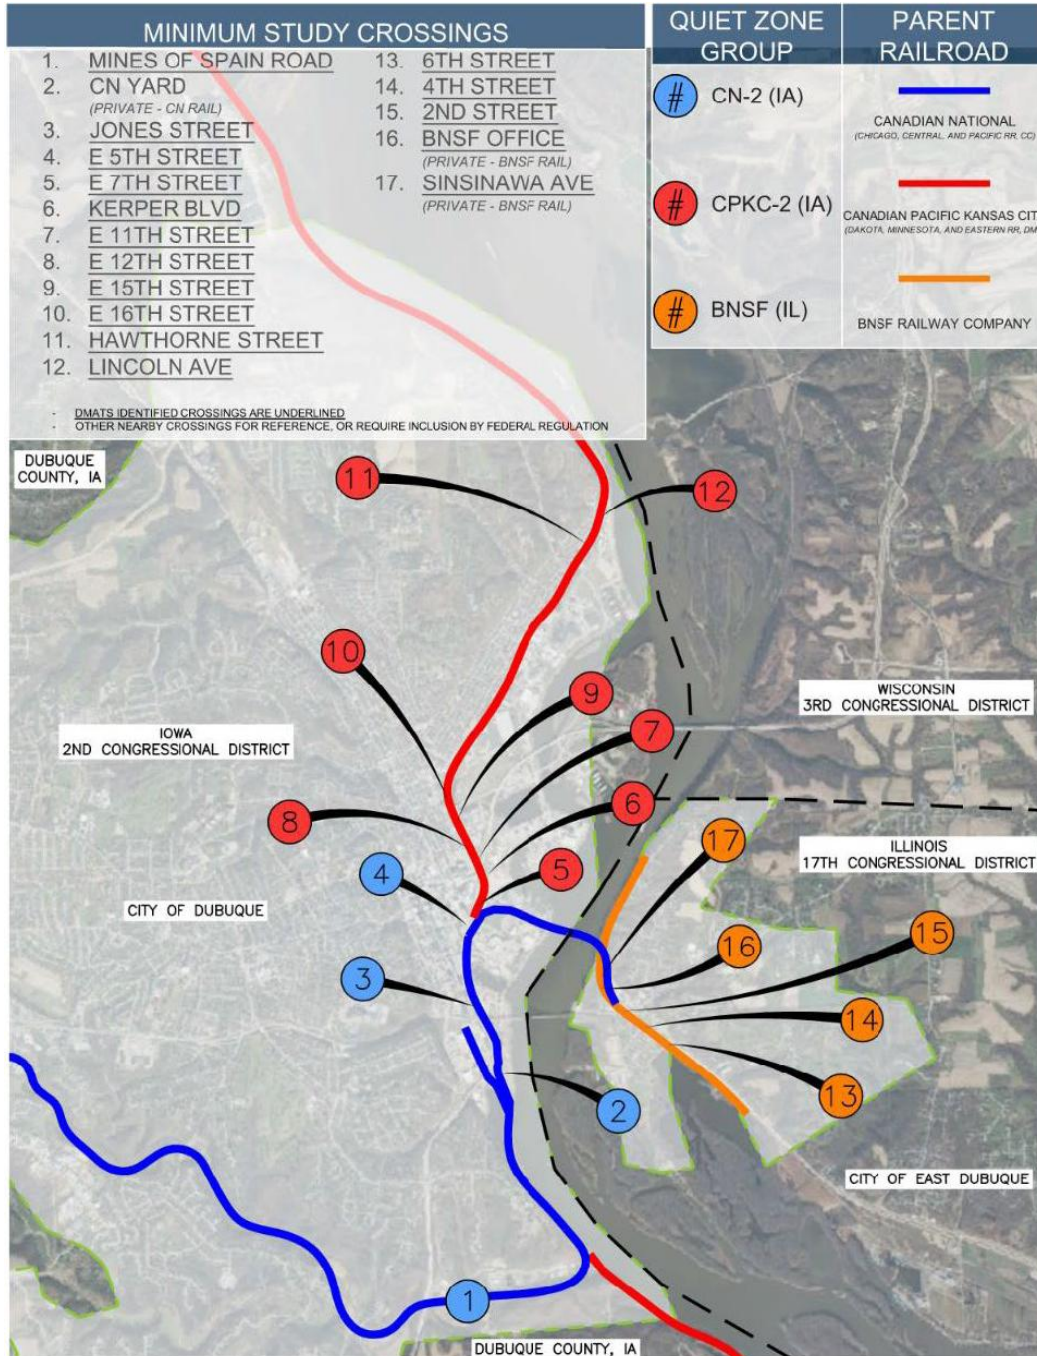 MINIMUM STUDY CROSSINGS
1. MINES OF SPAIN ROAD
2. CN YARD
(PRIVATE - CN RAIL)
3. JONES STREET
4. E 5TH STREET
5. E 7TH STREET
6. KERPER BLVD
7. E 11TH STREET
8. E 12TH STREET
9. E 15TH STREET
10. E 16TH STREET
11. HAWTHORNE STREET
12. LINCOLN AVE
13. 6TH STREET
14. 4TH STREET
15. 2ND STREET
16. BNSF OFFICE
(PRIVATE - BNSF RAIL)
17. SINSINAWA AVE
(PRIVATE - BNSF RAIL)
- DMATS IDENTIFIED CROSSINGS ARE UNDERLINED
- OTHER NEARBY CROSSINGS FOR REFERENCE, OR REQUIRE INCLUSION BY FEDERAL REGULATION
QUIET ZONE
GROUP
# CN-2 (IA)
# CPKC-2 (IA)
# BNSF (IL)
PARENT
RAILROAD
CANADIAN NATIONAL
(CHICAGO, CENTRAL, AND PACIFIC RR, CC)
CANADIAN PACIFIC KANSAS CIT
(DAKOTA, MINNESOTA, AND EASTERN RR, DM
BNSF RAILWAY COMPANY
DUBUQUE
COUNTY, IA
11
12
10
9
7
WISCONSIN
3RD CONGRESSIONAL DISTRICT
IOWA
2ND CONGRESSIONAL DISTRICT
6
8
17
ILLINOIS
17TH CONGRESSIONAL DISTRICT
4
5
CITY OF DUBUQUE
16
15
3
14
2
13
CITY OF EAST DUBUQUE
1
DUBUQUE COUNTY, IA